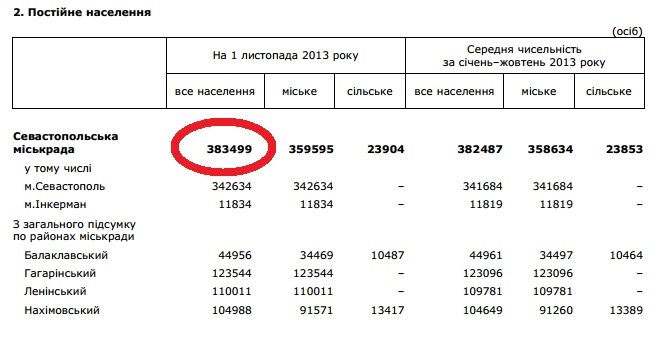 2. Постійне населення
(осіб)
На 1 листопада 2013 року
Середня чисельність
за січень–жовтень 2013 року
все населення міське сільське все населення міське сільське
Севастопольська
міськрада 383499 359595 23904 382487 358634 23853
у тому числі
м.Севастополь 342634 342634 – 341684 341684 –
м.Інкерман 11834 11834 – 11819 11819 –
З загального підсумку
по районах міськради
Балаклавський 44956 34469 10487 44961 34497 10464
Гагарінський 123544 123544 – 123096 123096 –
Ленінський 110011 110011 – 109781 109781 –
Нахімовський 104988 91571 13417 104649 91260 13389